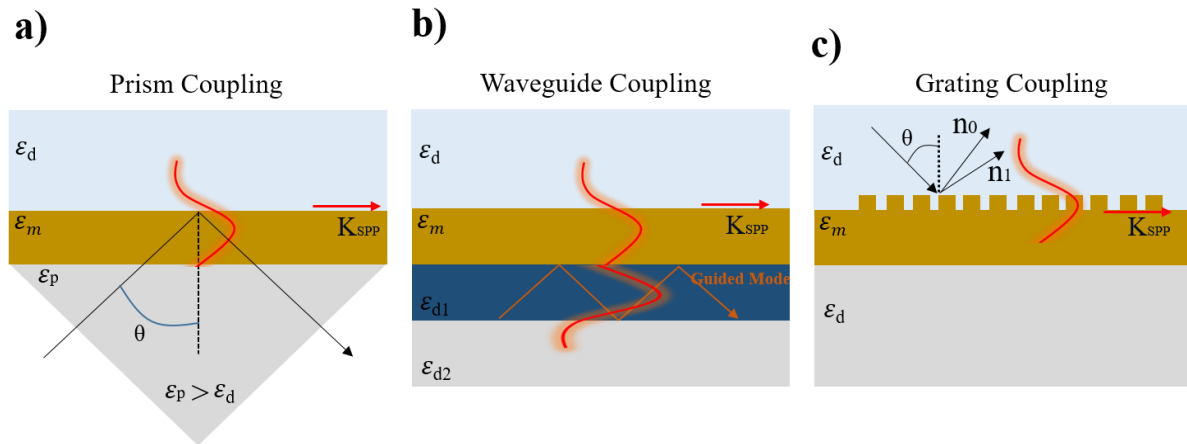 a)
Prism Coupling
εd
εm
KSPP
εp
θ
εp > εd
b)
Waveguide Coupling
εd
εm
KSPP
Guided Mode
εd1
εd2
c)
Grating Coupling
θ
n0
εd
n1
εm
KSPP
εd